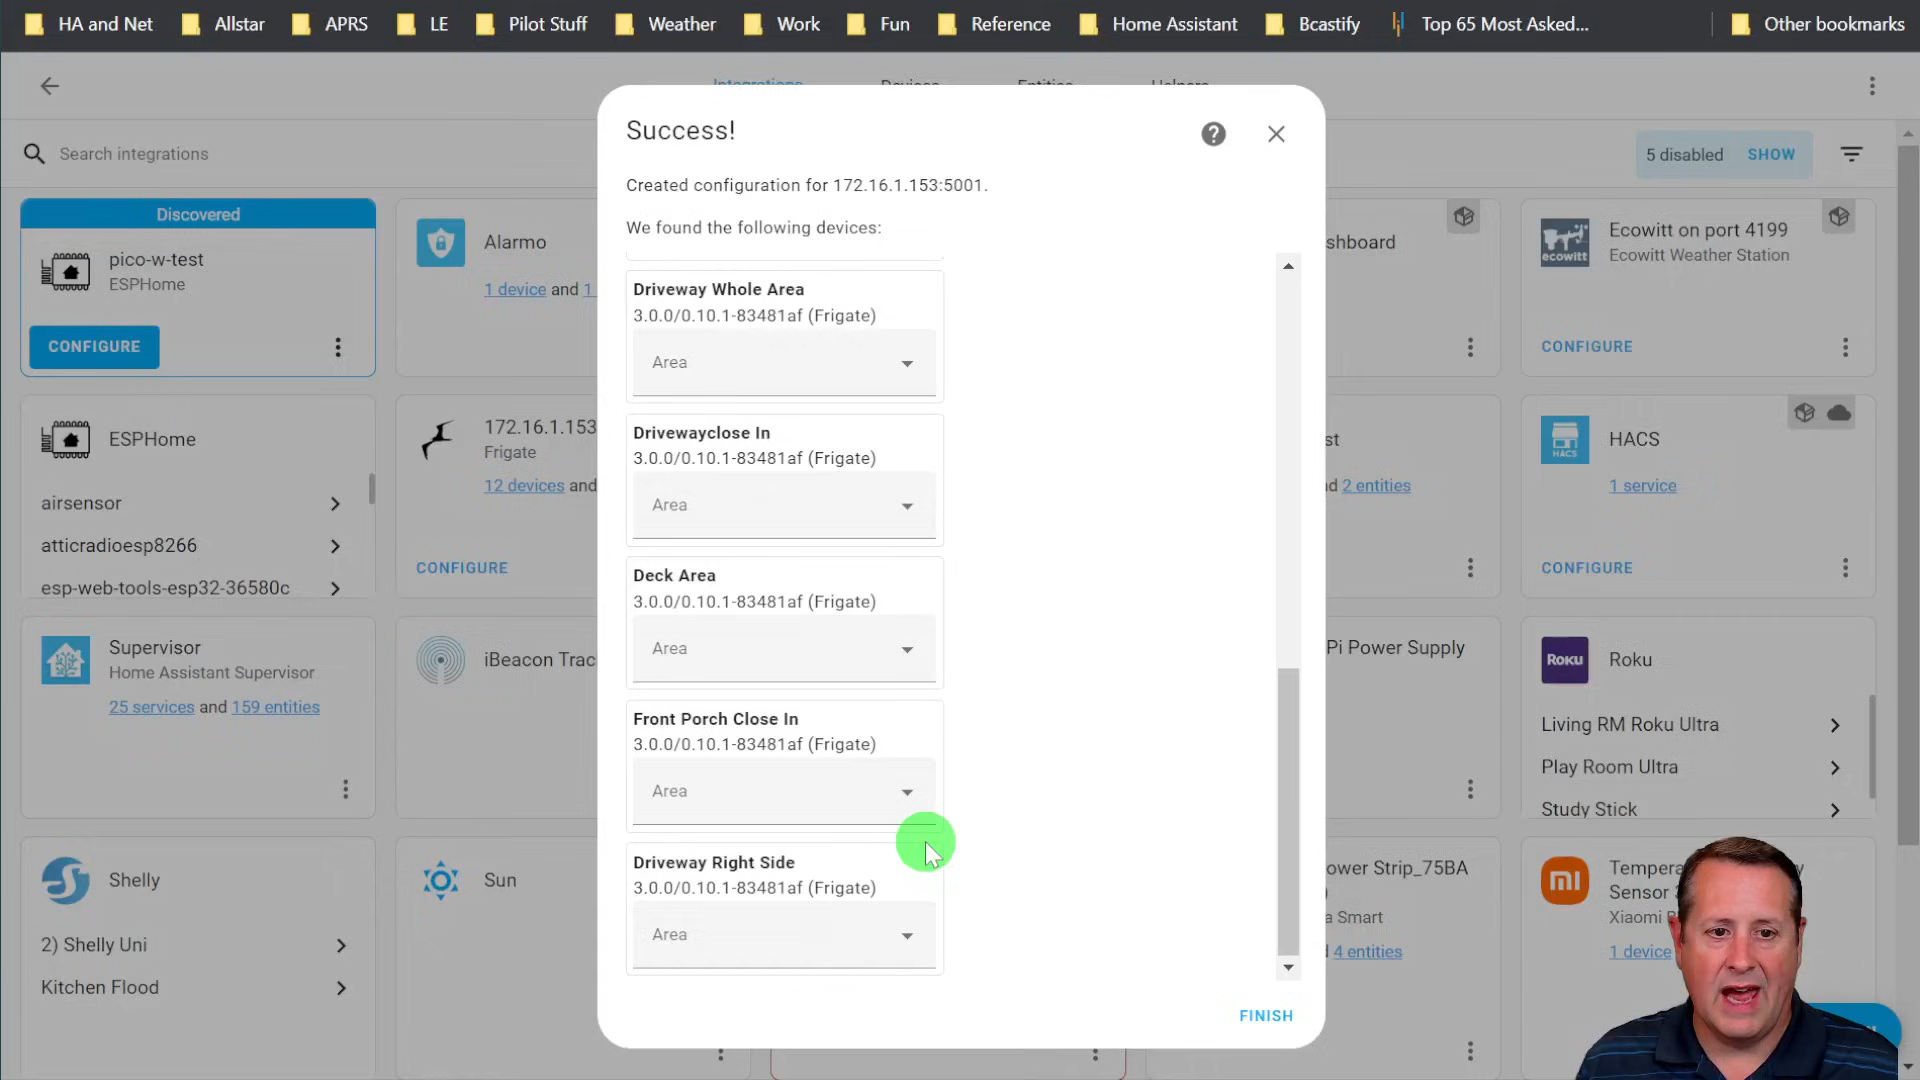 HA and Net
Allstar
APRS
LE
Pilot Stuff
Weather
Work
Fun
Reference
Home Assistant
Bcastify
Top 65 Most Asked...
Other bookmarks
Integrations
Devices
Entities
Helpers
Search integrations
5 disabled
SHOW
Discovered
pico-w-test
ESPHome
CONFIGURE
Alarmo
1 device and 1
shboard
Ecowitt on port 4199
Ecowitt Weather Station
ecowitt
CONFIGURE
ESPHome
airsensor
atticradioesp8266
esp-web-tools-esp32-36580c
172.16.1.153
Frigate
12 devices and
CONFIGURE
st
nd 2 entities
HACS
HACS
1 service
CONFIGURE
Supervisor
Home Assistant Supervisor
25 services and 159 entities
iBeacon Trac
Pi Power Supply
ROKU
Roku
Living RM Roku Ultra
Play Room Ultra
Study Stick
Shelly
2) Shelly Uni
Kitchen Flood
Sun
ower Strip_75BA
)
a Smart
d 4 entities
Tempera
Sensor
Xiaomi
1 device
Success!
Created configuration for 172.16.1.153:5001.
We found the following devices:
Driveway Whole Area
3.0.0/0.10.1-83481af (Frigate)
Area
Drivewayclose In
3.0.0/0.10.1-83481af (Frigate)
Area
Deck Area
3.0.0/0.10.1-83481af (Frigate)
Area
Front Porch Close In
3.0.0/0.10.1-83481af (Frigate)
Area
Driveway Right Side
3.0.0/0.10.1-83481af (Frigate)
Area
FINISH